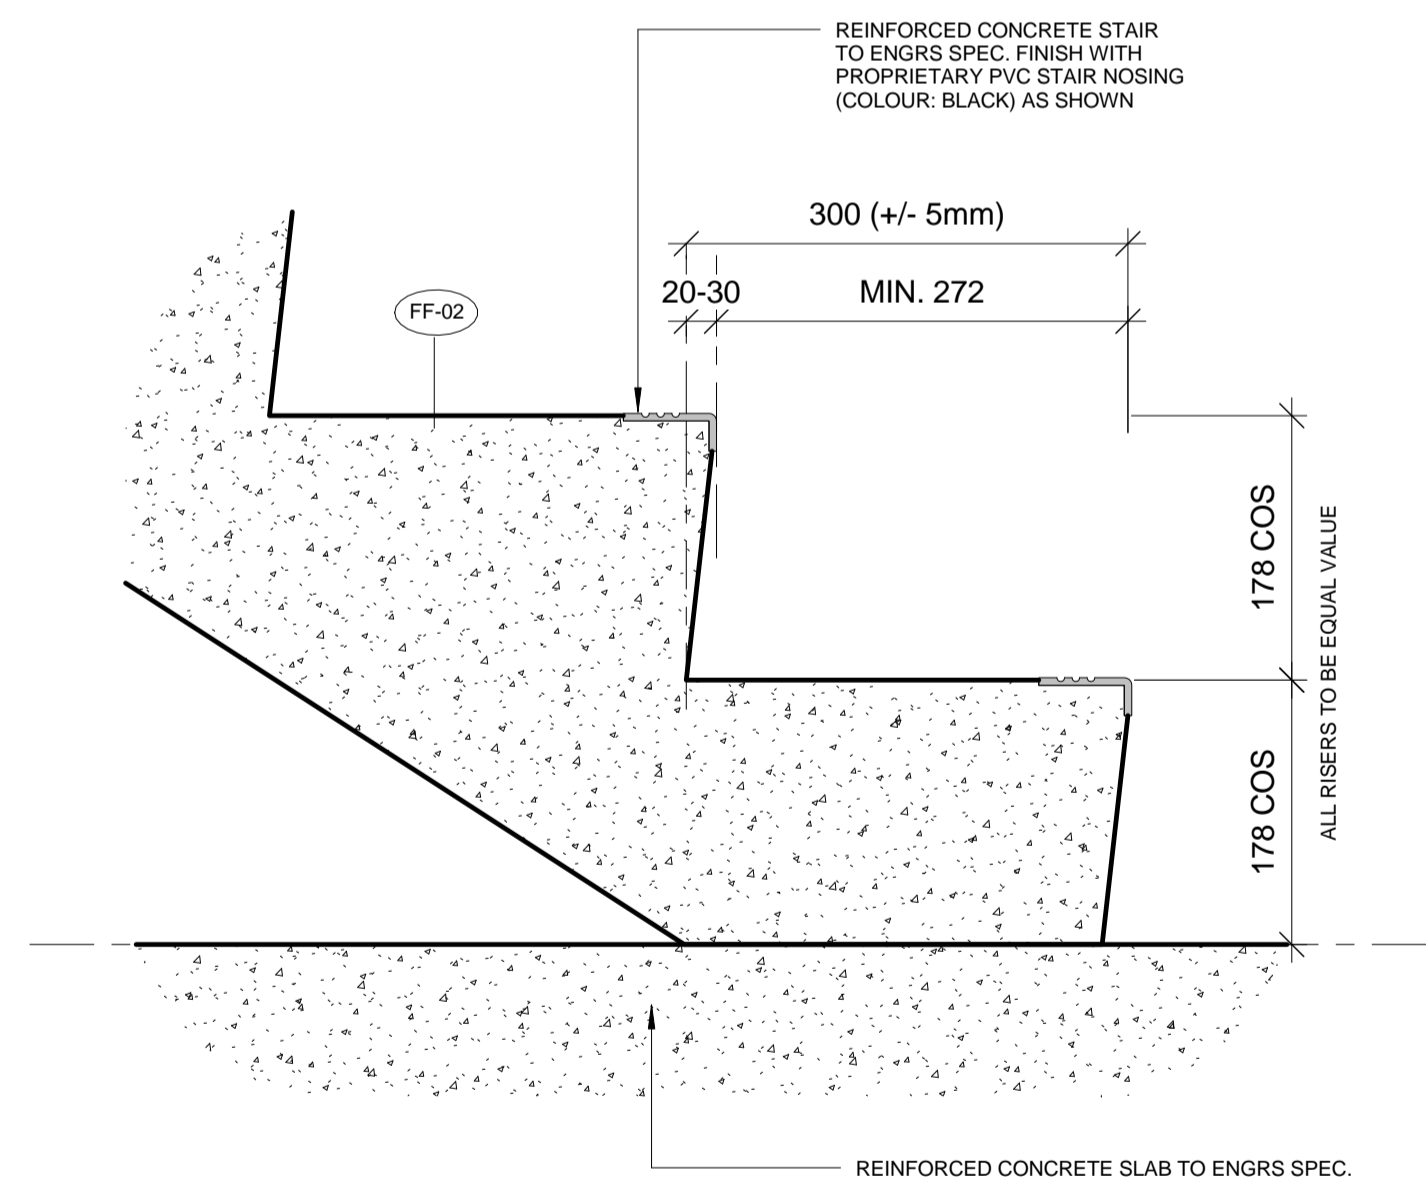 REINFORCED CONCRETE STAIR
TO ENGRS SPEC. FINISH WITH
PROPRIETARY PVC STAIR NOSING
(COLOUR: BLACK) AS SHOWN
300 (+/- 5mm)
20-30
MIN. 272
FF-02
178 COS
178 COS
ALL RISERS TO BE EQUAL VALUE
REINFORCED CONCRETE SLAB TO ENGRS SPEC.